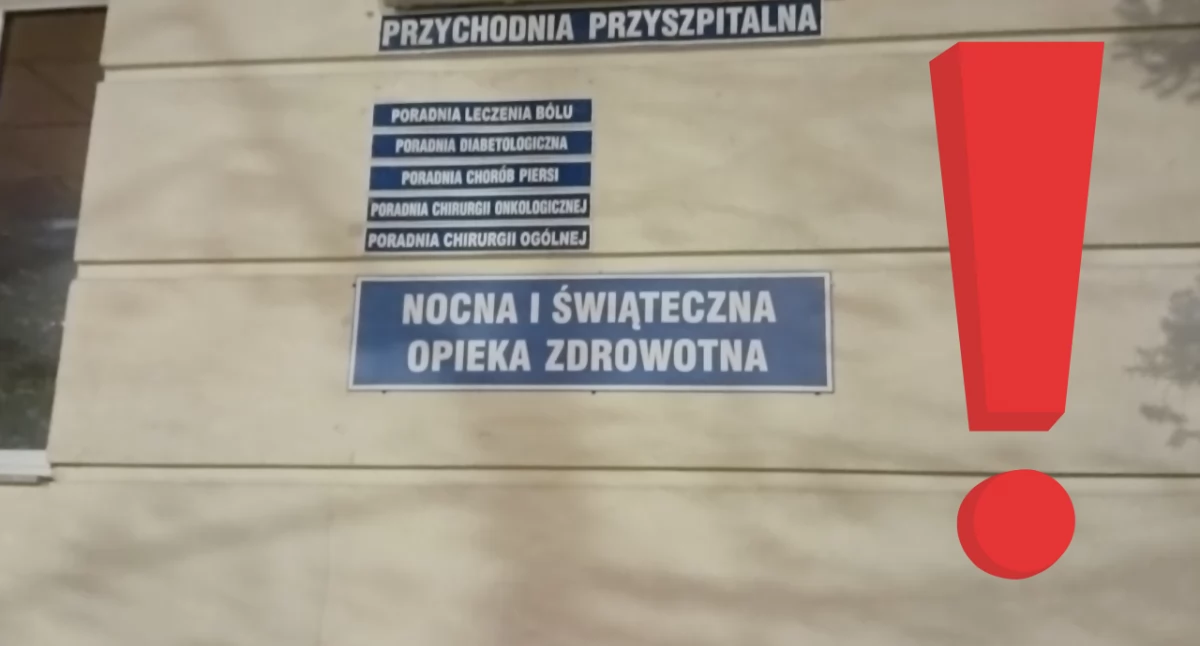 PRZYCHODNIA PRZYSZPITALNA
PORADNIA LECZENIA BÓLU
PORADNIA DIABETOLOGICZNA
PORADNIA CHORÓB PIERSI
PORADNIA CHIRURGII ONKOLOGICZNEJ
PORADNIA CHIRURGII OGÓLNEJ
NOCNA I ŚWIĄTECZNA
OPIEKA ZDROWOTNA
!